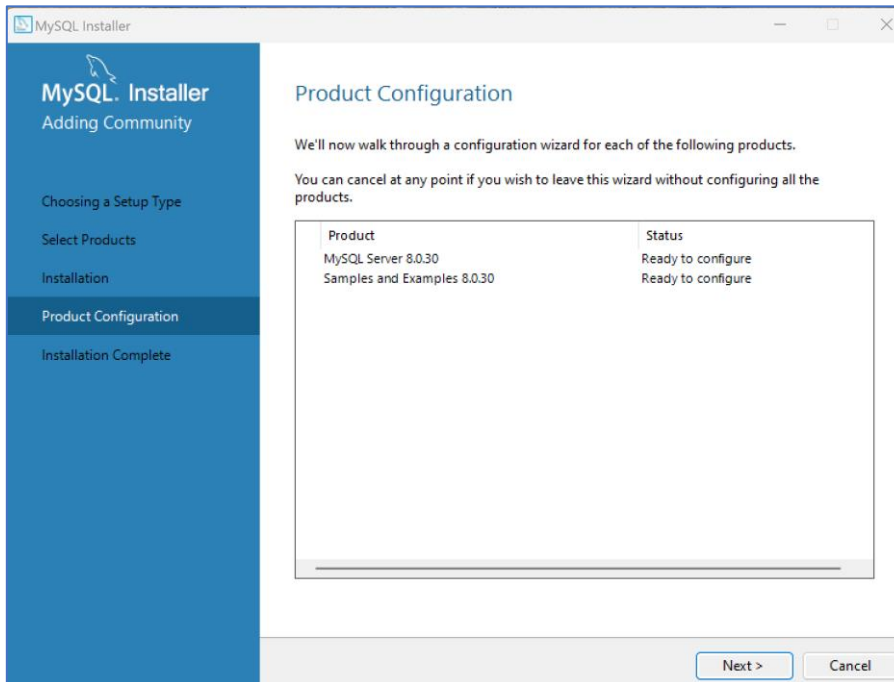 MySQL Installer
MySQL. Installer
Adding Community
Choosing a Setup Type
Select Products
Installation
Product Configuration
Installation Complete
Product Configuration
We'll now walk through a configuration wizard for each of the following products.
You can cancel at any point if you wish to leave this wizard without configuring all the
products.
Product Status
MySQL Server 8.0.30 Ready to configure
Samples and Examples 8.0.30 Ready to configure
Next > Cancel